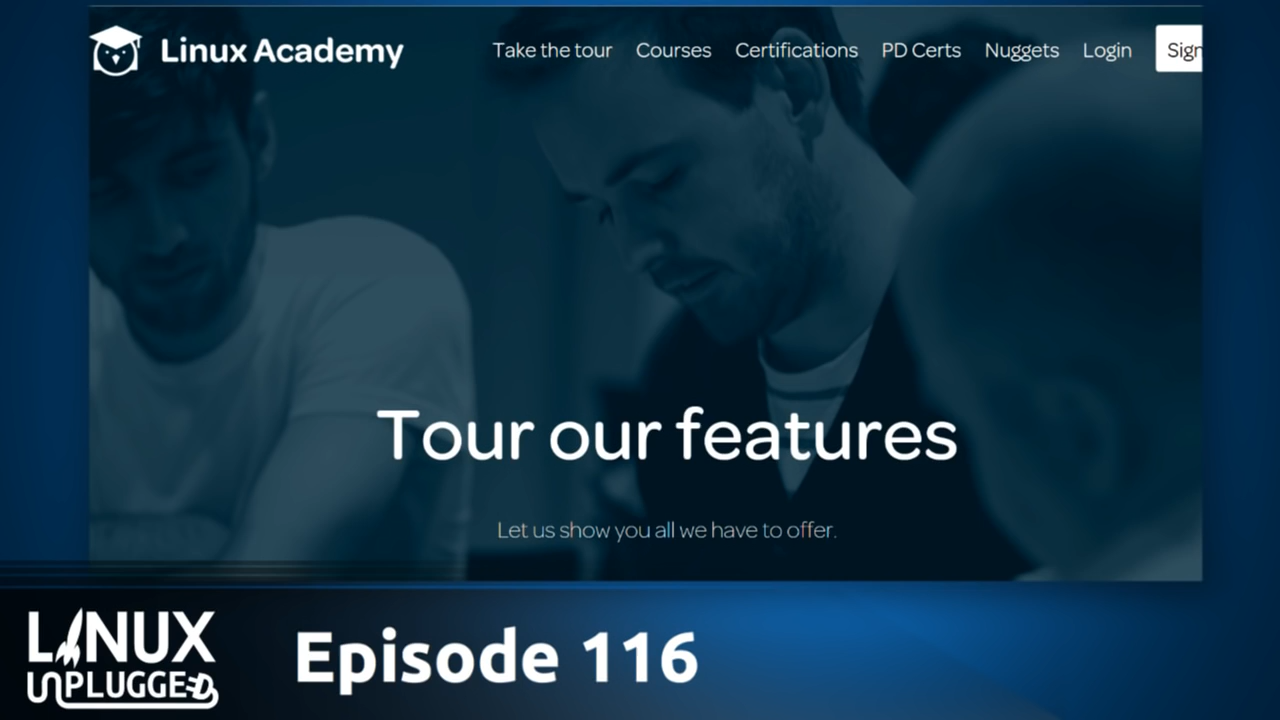 Linux Academy
Take the tour Courses Certifications PD Certs Nuggets Login Sign
Tour our features
Let us show you all we have to offer.
LINUX
UNPLUGGED
Episode 116